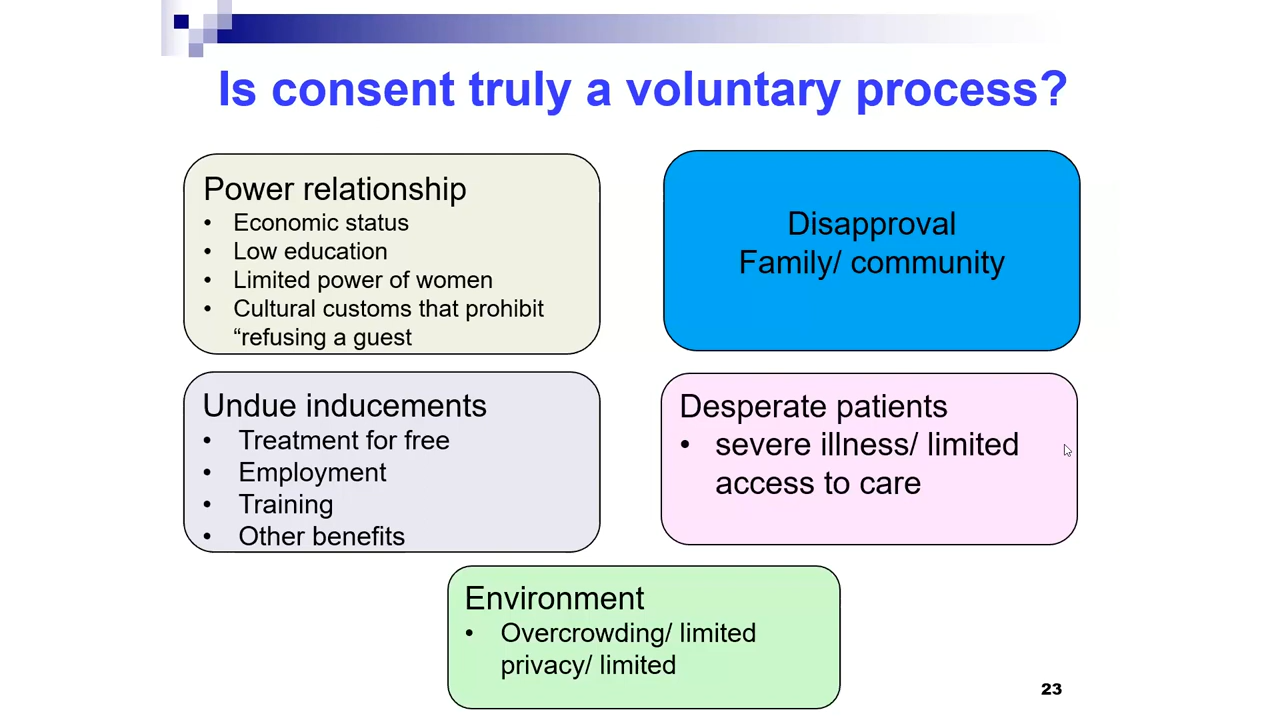 Is consent truly a voluntary process?
Power relationship
• Economic status
• Low education
• Limited power of women
• Cultural customs that prohibit
“refusing a guest
Disapproval
Family/ community
Undue inducements
• Treatment for free
• Employment
• Training
• Other benefits
Desperate patients
• severe illness/ limited
access to care
Environment
• Overcrowding/ limited
privacy/ limited
23